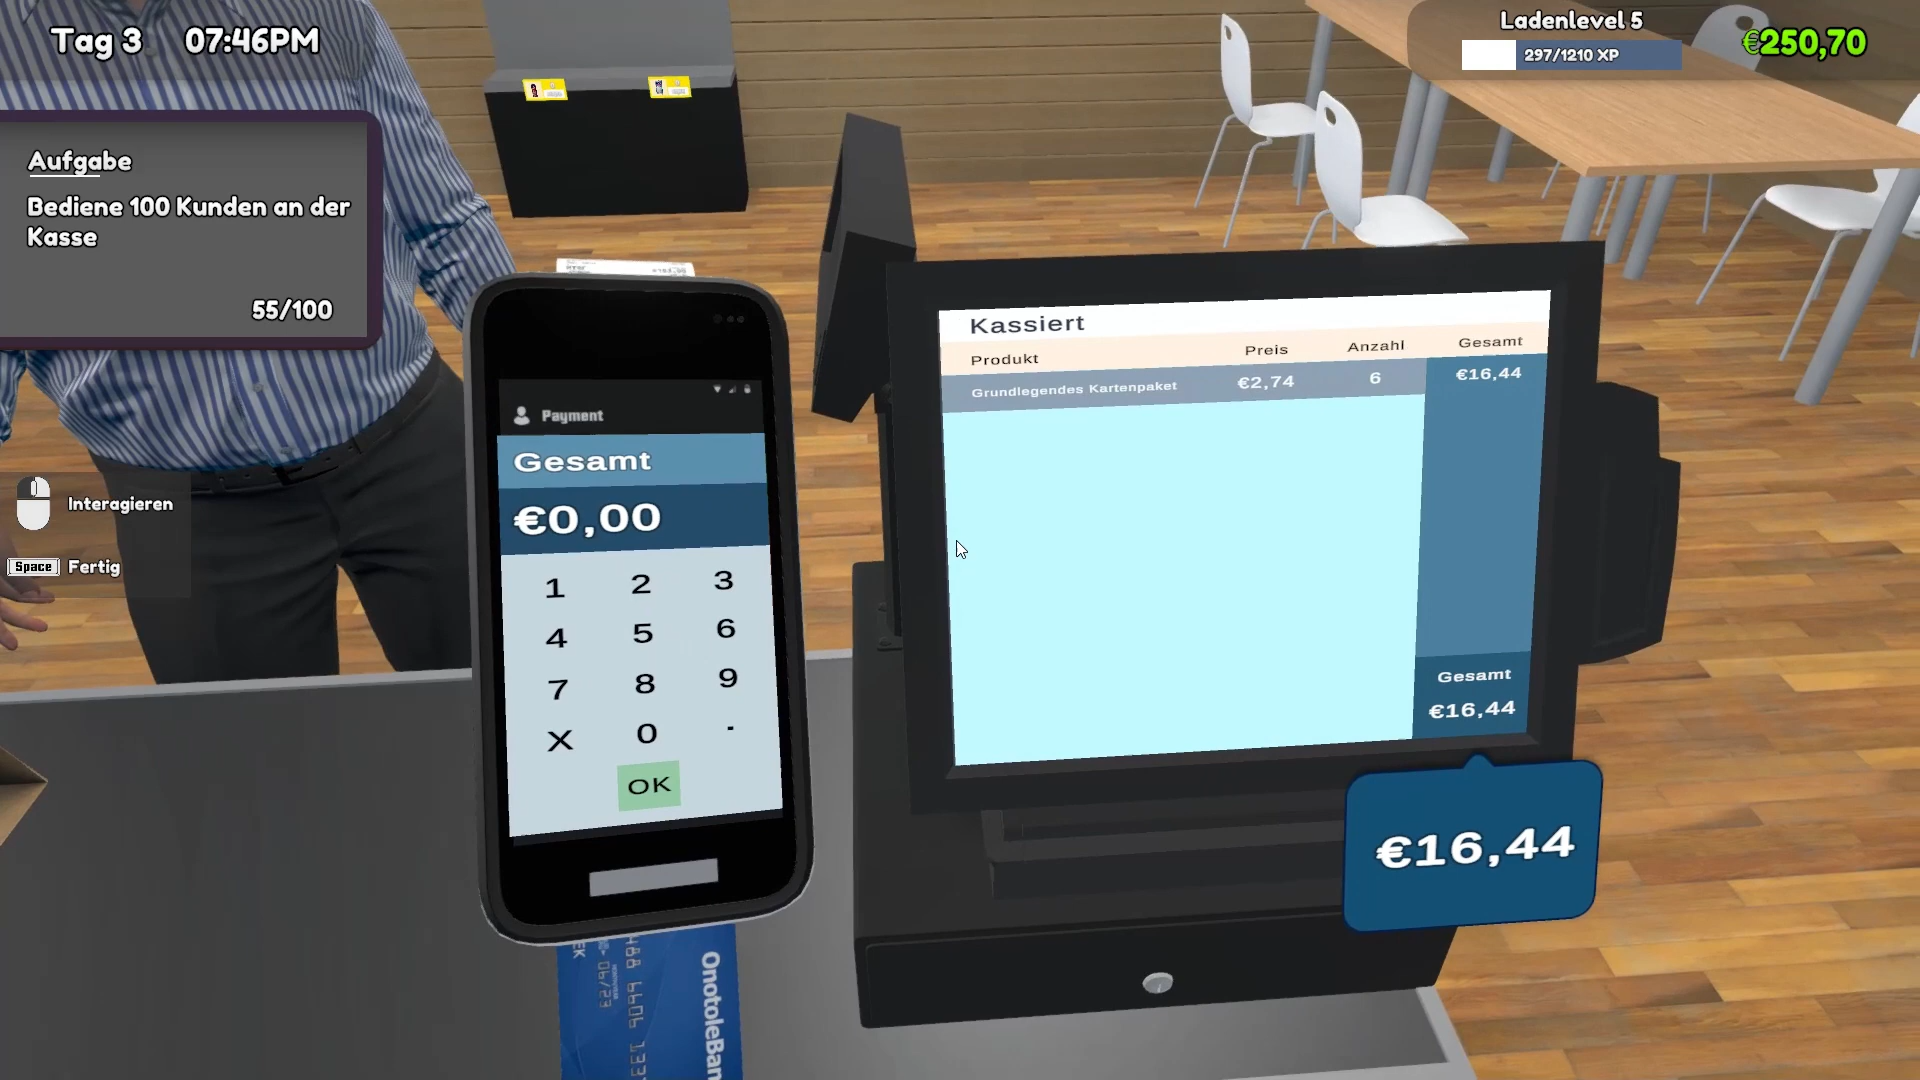 Tag 3 07:46PM
Ladenlevel 5
297/1210 XP
€250,70
Aufgabe
Bediene 100 Kunden an der
Kasse
55/100
Interagieren
Space Fertig
Payment
Gesamt
€0,00
1 2 3
4 5 6
7 8 9
X 0 .
OK
Kassiert
Produkt Preis Anzahl Gesamt
Grundlegendes Kartenpaket €2,74 6 €16,44
Gesamt
€16,44
€16,44
OnotoleBan